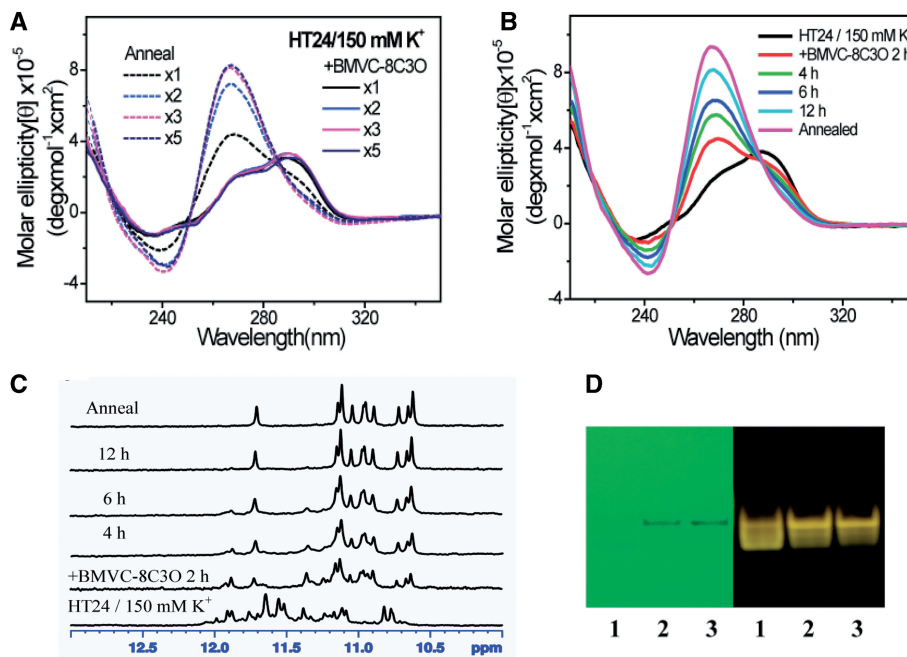 A
Molar ellipticity[θ] x10⁻⁵
(degxmol⁻¹xcm²)
8
4
0
-4
Anneal
x1
x2
x3
x5
HT24/150 mM K⁺
+BMVC-8C3O
x1
x2
x3
x5
240 280 320
Wavelength(nm)
B
Molar ellipticity[θ]x10⁻⁵
(degxmol⁻¹xcm²)
8
4
0
-4
HT24 / 150 mM K
+BMVC-8C3O 2 h
4 h
6 h
12 h
Annealed
240 280 320
Wavelength (nm)
C
Anneal
12 h
6 h
4 h
+BMVC-8C3O 2 h
HT24 / 150 mM K⁺
12.5 12.0 11.5 11.0 10.5 ppm
D
1 2 3 1 2 3